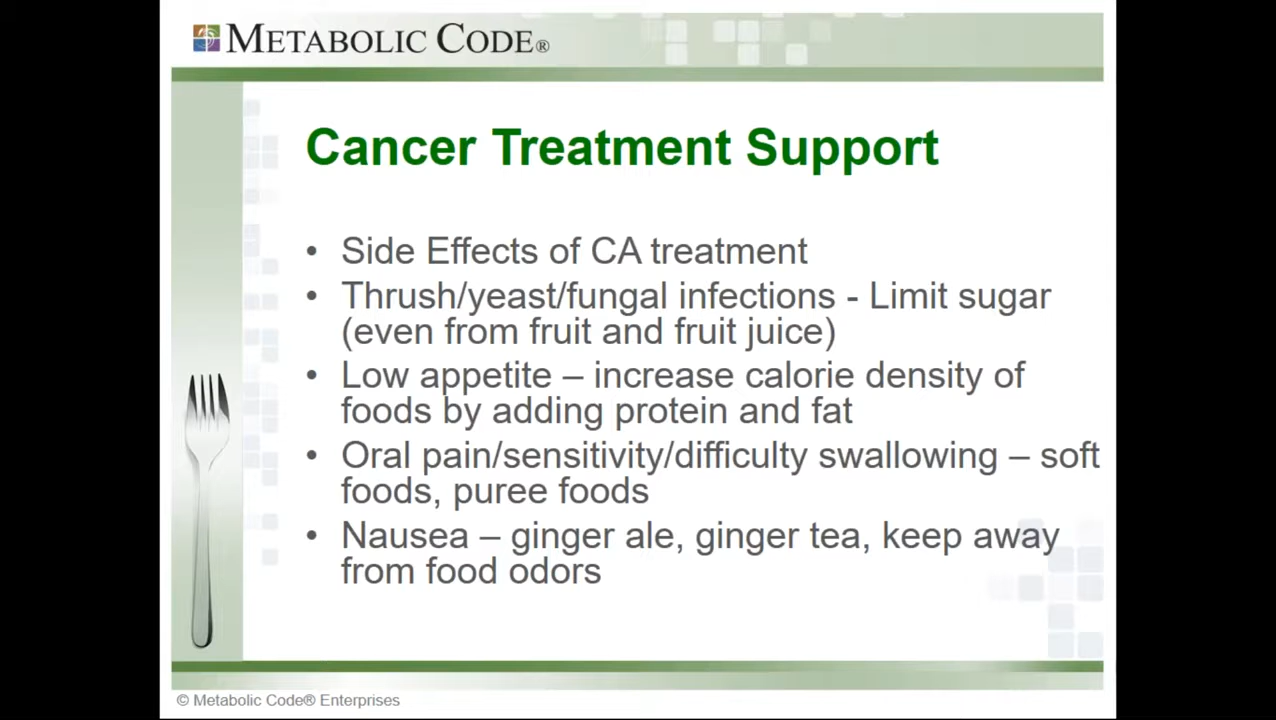 METABOLIC CODE®
Cancer Treatment Support
• Side Effects of CA treatment
• Thrush/yeast/fungal infections - Limit sugar
(even from fruit and fruit juice)
• Low appetite – increase calorie density of
foods by adding protein and fat
• Oral pain/sensitivity/difficulty swallowing – soft
foods, puree foods
• Nausea – ginger ale, ginger tea, keep away
from food odors
© Metabolic Code® Enterprises